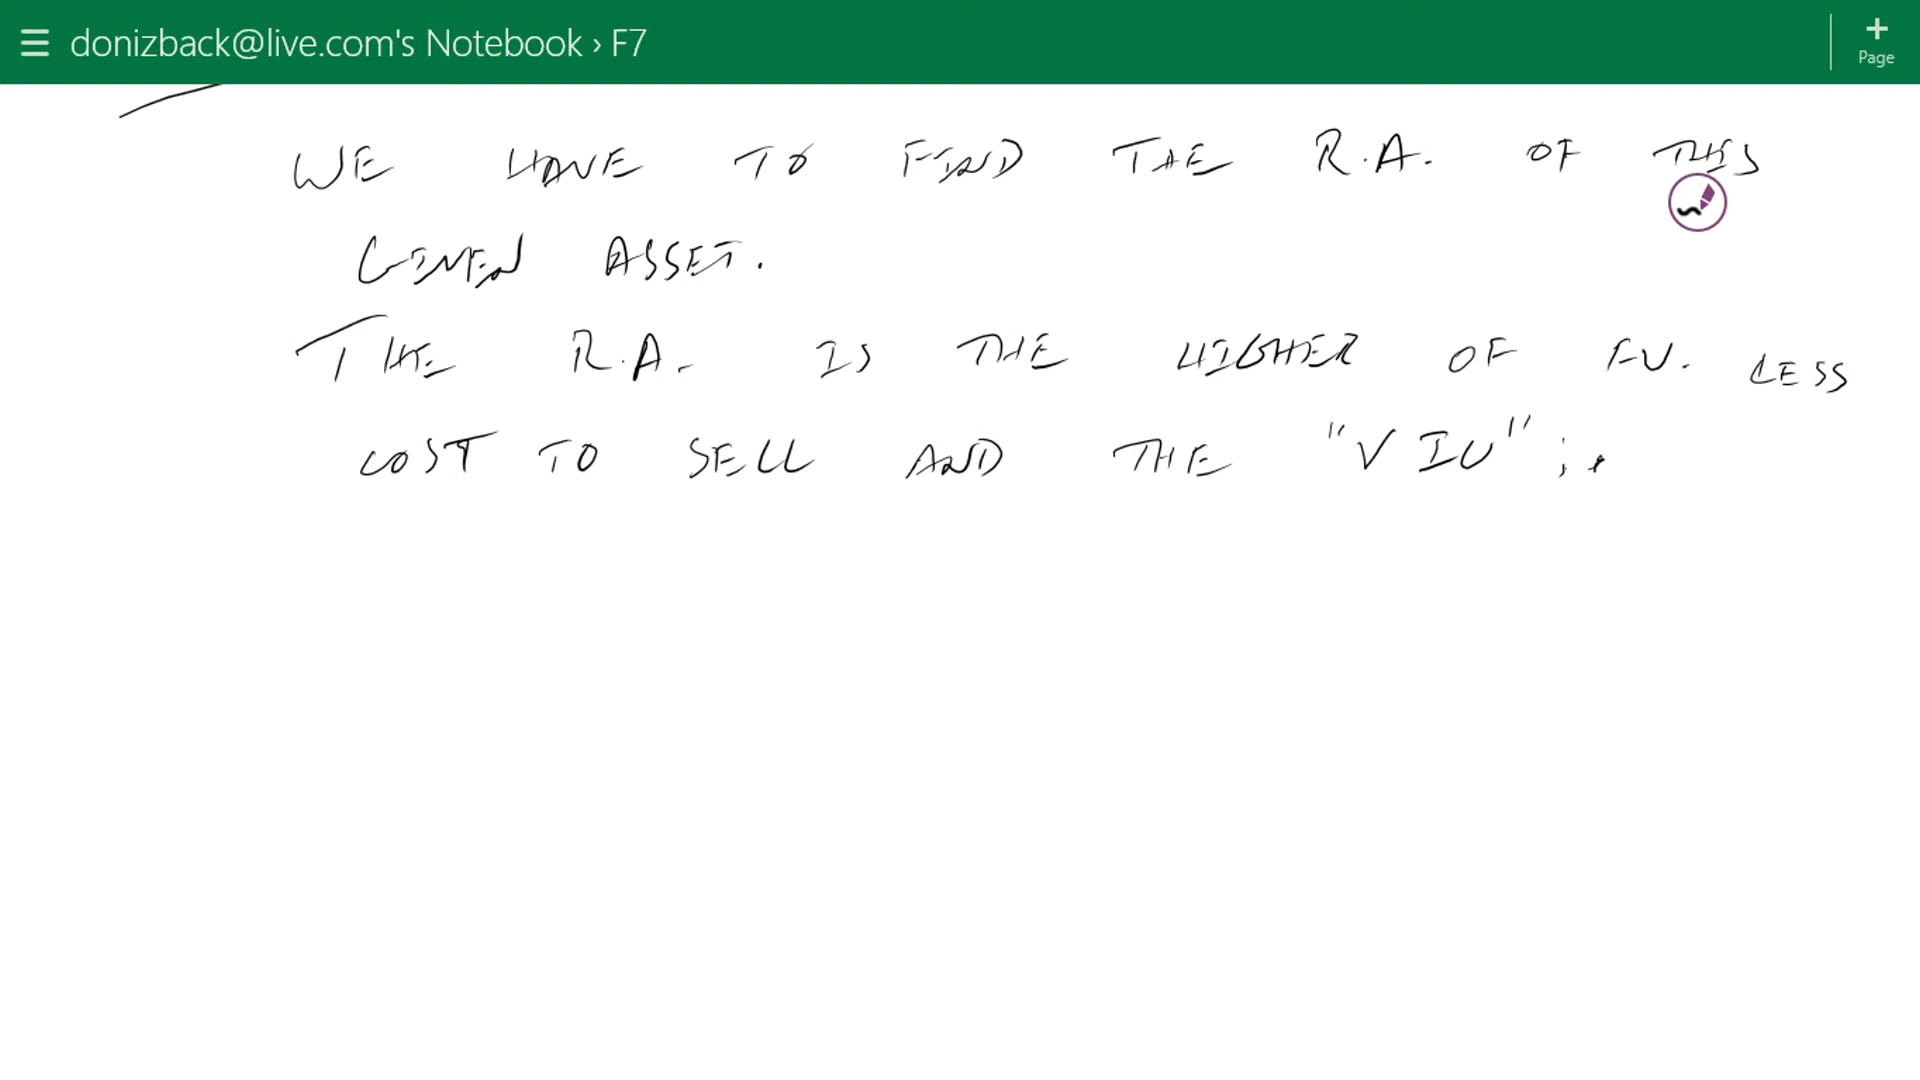 donizback@live.com's Notebook › F7
Page
WE HAVE TO FIND THE R.A. OF THIS
GIVEN ASSET.
THE R.A. IS THE HIGHER OF FV. LESS
COST TO SELL AND THE "VIU";.